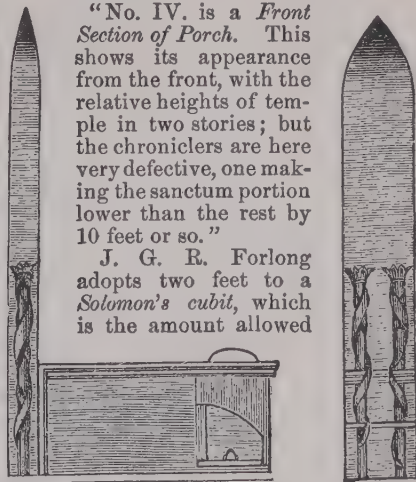 "No. IV. is a Front
Section of Porch. This
shows its appearance
from the front, with the
relative heights of tem-
ple in two stories; but
the chroniclers are here
very defective, one mak-
ing the sanctum portion
lower than the rest by
10 feet or so."
J. G. R. Forlong
adopts two feet to a
Solomon's cubit, which
is the amount allowed